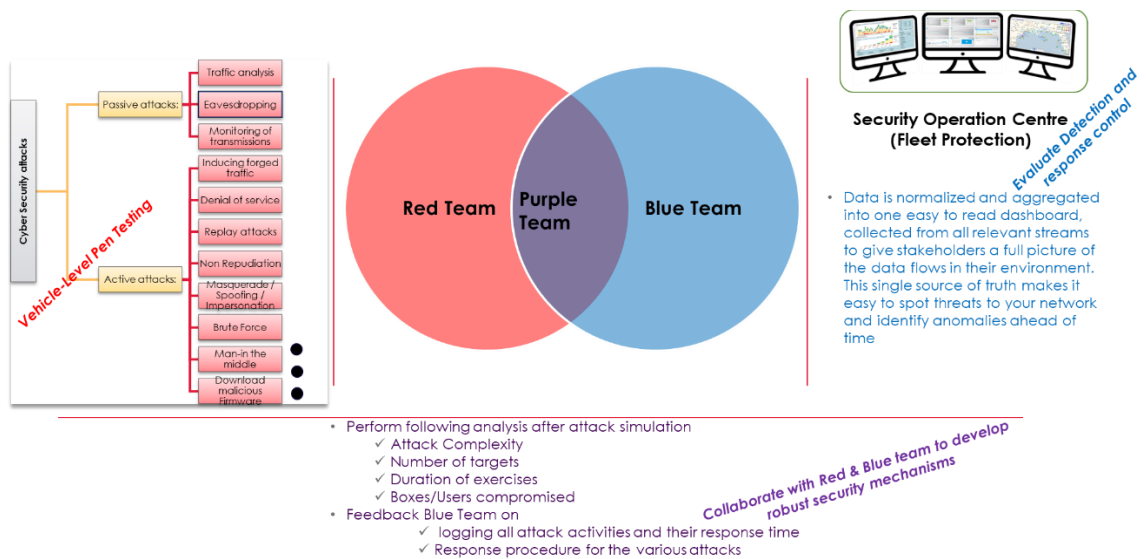 Cyber Security attacks
Passive attacks:
Traffic analysis
Eavesdropping
Monitoring of
transmissions
Active attacks:
Inducing forged
traffic
Denial of service
Replay attacks
Non Repudiation
Masquerade /
Spoofing /
Impersonation
Brute Force
Man-in the
middle
Download
malicious
Firmware
Vehicle-Level Pen Testing
Red Team
Purple
Team
Blue Team
Security Operation Centre
(Fleet Protection)
Evaluate Detection and
response control
• Data is normalized and aggregated
into one easy to read dashboard,
collected from all relevant streams
to give stakeholders a full picture of
the data flows in their environment.
This single source of truth makes it
easy to spot threats to your network
and identify anomalies ahead of
time
• Perform following analysis after attack simulation
✓ Attack Complexity
✓ Number of targets
✓ Duration of exercises
✓ Boxes/Users compromised
• Feedback Blue Team on
✓ logging all attack activities and their response time
✓ Response procedure for the various attacks
Collaborate with Red & Blue team to develop
robust security mechanisms